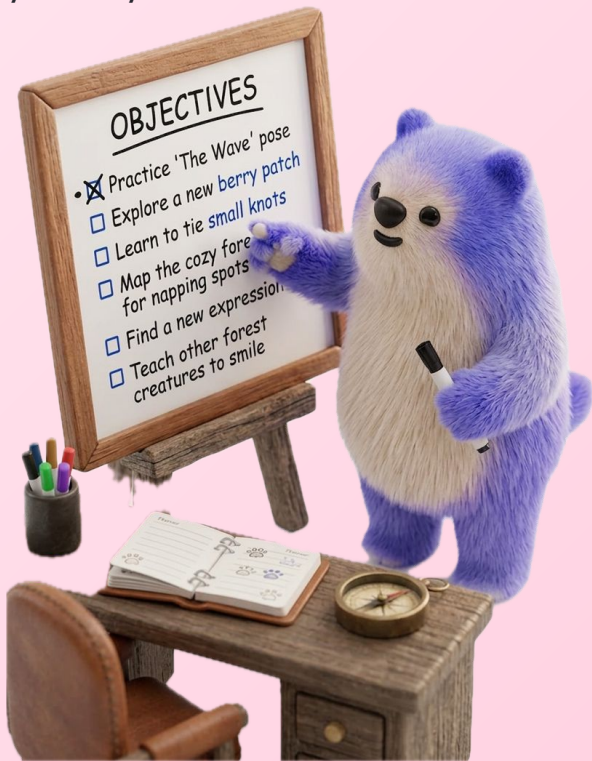 OBJECTIVES
Practice 'The Wave' pose
Explore a new berry patch
Learn to tie small knots
Map the cozy
for napping spots
Find a new expression
Teach other forest
creatures to smile